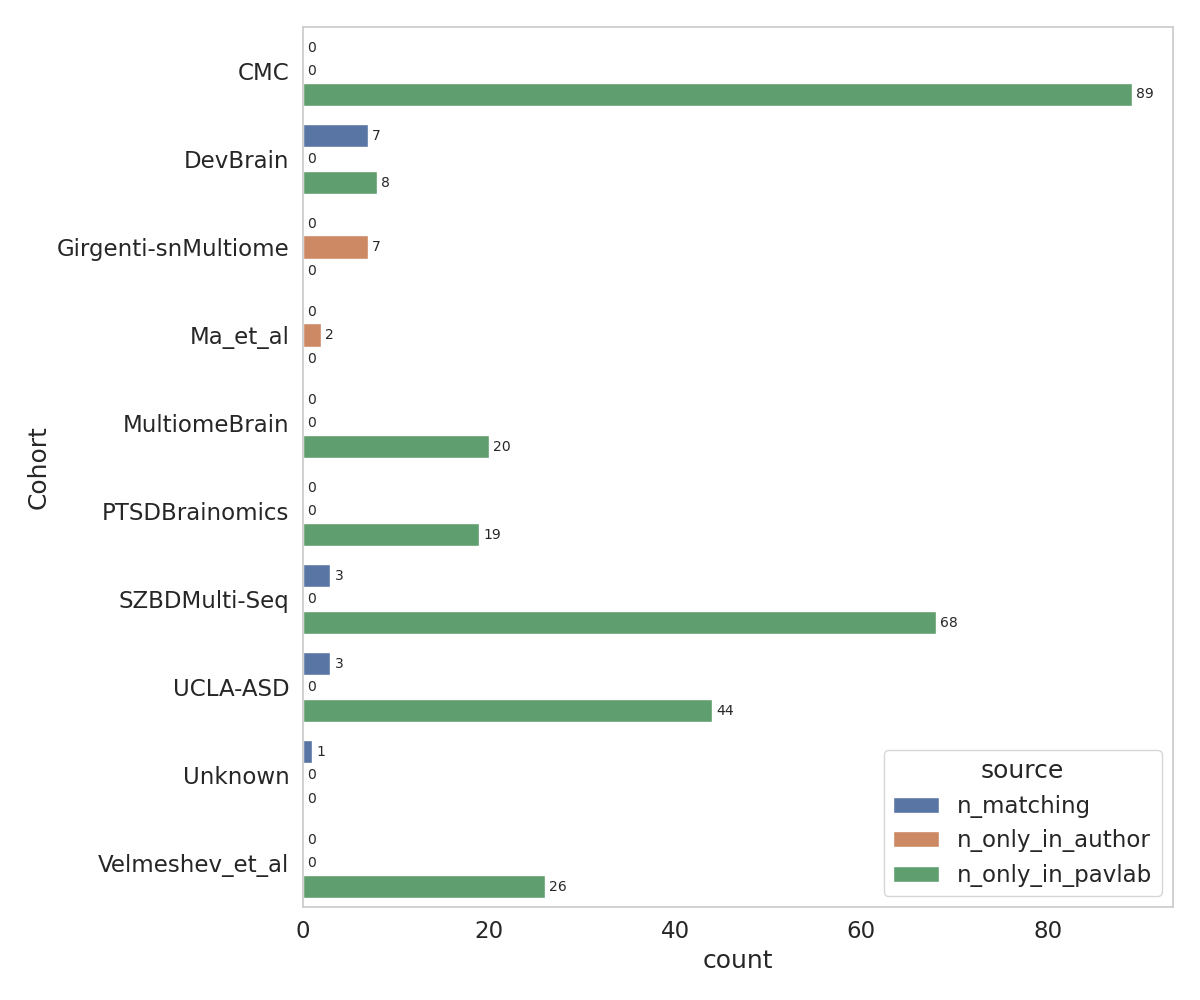 Cohort
CMC
0
0
89
DevBrain
7
0
8
Girgenti-snMultiome
0
7
0
Ma_et_al
0
2
0
MultiomeBrain
0
0
20
PTSDBrainomics
0
0
19
SZBDMulti-Seq
3
0
68
UCLA-ASD
3
0
44
Unknown
1
0
0
Velmeshev_et_al
0
0
26
source
n_matching
n_only_in_author
n_only_in_pavlab
0 20 40 60 80
count